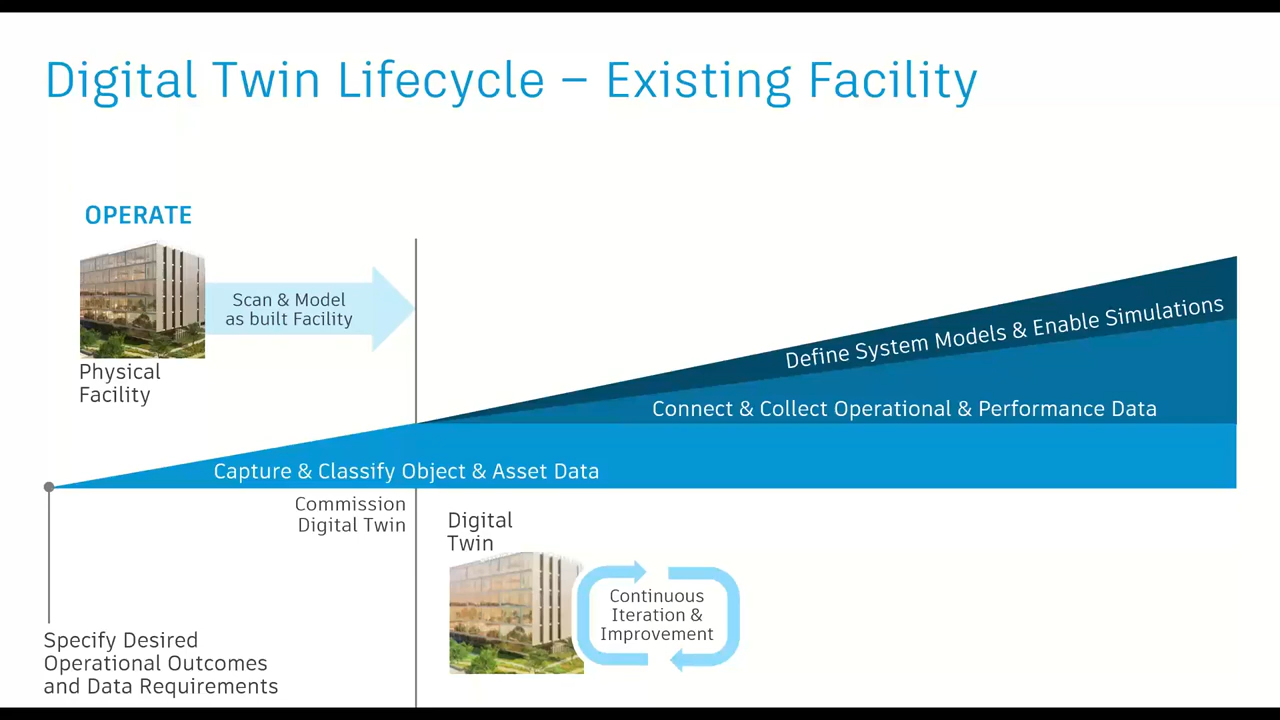 Digital Twin Lifecycle – Existing Facility
OPERATE
Scan & Model
as built Facility
Physical
Facility
Define System Models & Enable Simulations
Connect & Collect Operational & Performance Data
Capture & Classify Object & Asset Data
Commission
Digital Twin
Digital
Twin
Continuous
Iteration &
Improvement
Specify Desired
Operational Outcomes
and Data Requirements